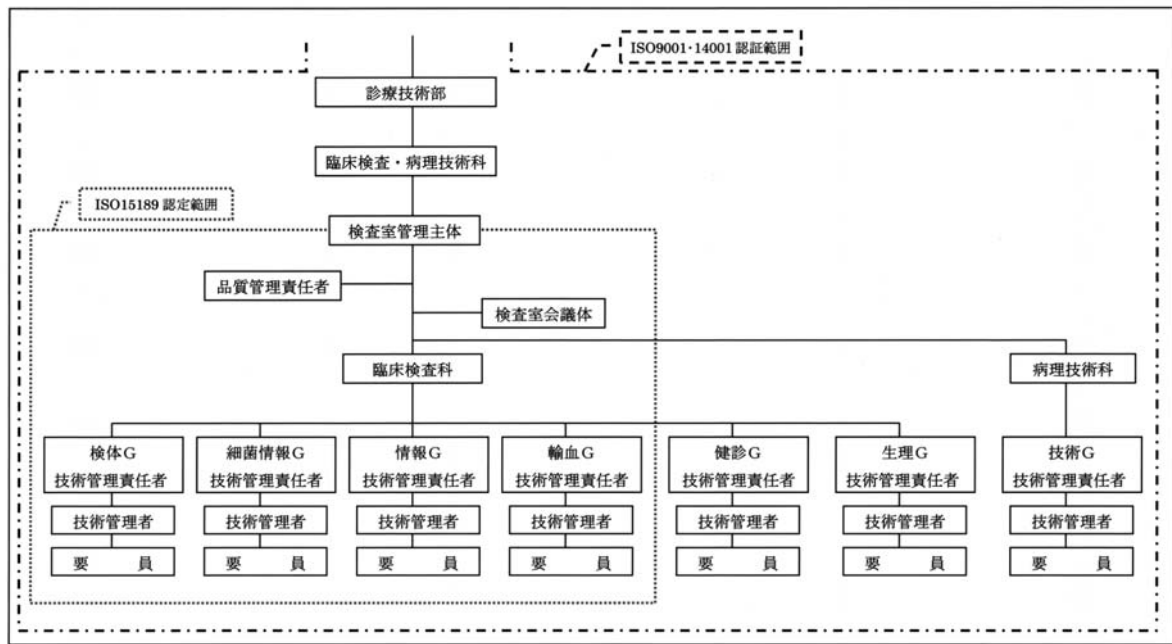 ISO9001・14001 認証範囲
診療技術部
臨床検査・病理技術科
ISO15189 認定範囲
検査室管理主体
品質管理責任者
検査室会議体
臨床検査科
病理技術科
検体G
技術管理責任者
細菌情報G
技術管理責任者
情報G
技術管理責任者
輸血G
技術管理責任者
健診G
技術管理責任者
生理G
技術管理責任者
技術G
技術管理責任者
技術管理者
技術管理者
技術管理者
技術管理者
技術管理者
技術管理者
技術管理者
要　員
要　員
要　員
要　員
要　員
要　員
要　員